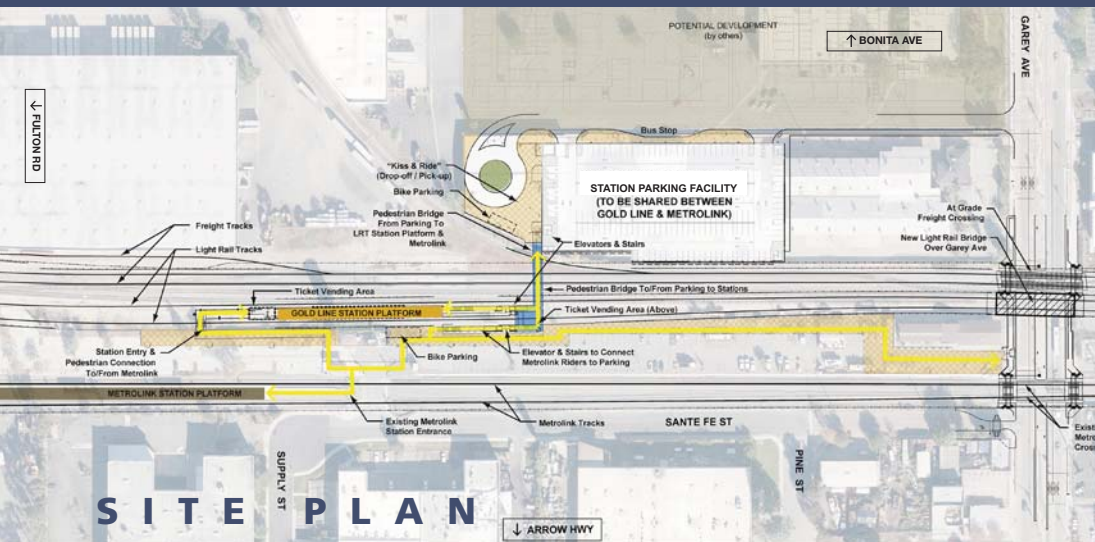 POTENTIAL DEVELOPMENT
(by others)
↑ BONITA AVE
GAREY AVE
↓ FULTON RD
Bus Stop
"Kiss & Ride"
(Drop-off / Pick-up)
Bike Parking
Pedestrian Bridge
From Parking To
LRT Station Platform &
Metrolink
STATION PARKING FACILITY
(TO BE SHARED BETWEEN
GOLD LINE & METROLINK)
At Grade
Freight Crossing
New Light Rail Bridge
Over Garey Ave
Freight Tracks
Light Rail Tracks
Elevators & Stairs
Ticket Vending Area
Pedestrian Bridge To/From Parking to Stations
GOLD LINE STATION PLATFORM
Ticket Vending Area (Above)
Station Entry &
Pedestrian Connection
To/From Metrolink
Bike Parking
Elevator & Stairs to Connect
Metrolink Riders to Parking
METROLINK STATION PLATFORM
Existing Metrolink
Station Entrance
Metrolink Tracks
SANTE FE ST
Exist
Metro
Cros
SUPPLY ST
PINE ST
SITE PLAN
↓ ARROW HWY